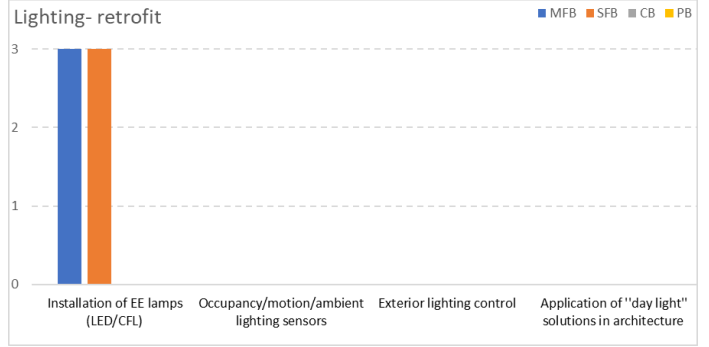 Lighting- retrofit
MFB SFB CB PB
3
2
1
0
Installation of EE lamps (LED/CFL)
Occupancy/motion/ambient lighting sensors
Exterior lighting control
Application of "day light" solutions in architecture